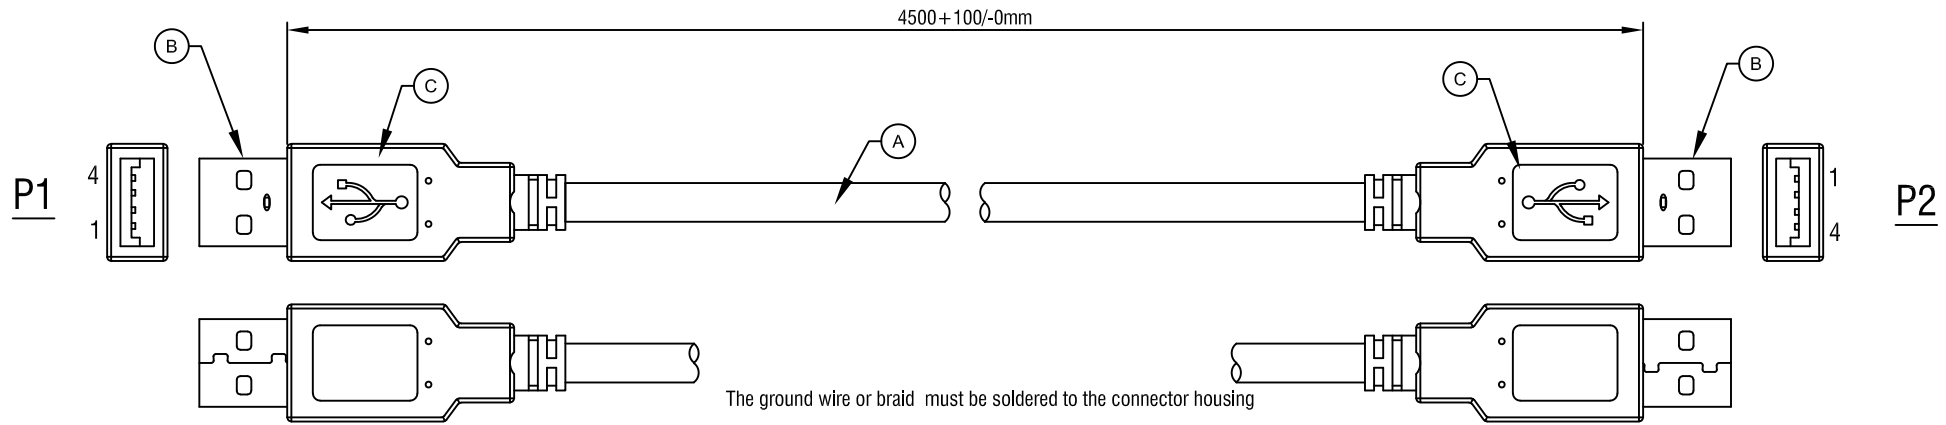 4500+100/-0mm
B
B
C
C
A
4
1
P1
1
4
P2
The ground wire or braid must be soldered to the connector housing